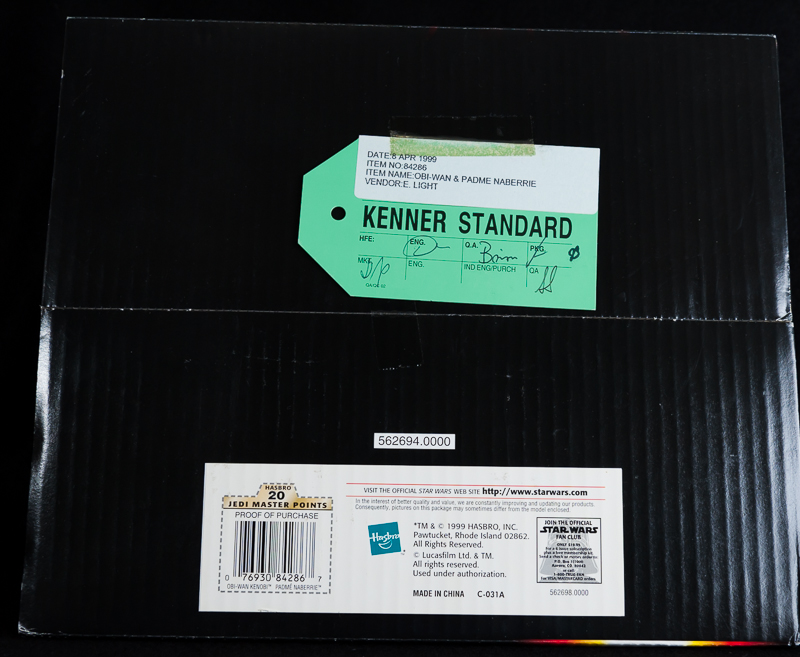 DATE:8 APR 1999
ITEM NO:84286
ITEM NAME:OBI-WAN & PADME NABERRIE
VENDOR:E. LIGHT
KENNER STANDARD
HFE: ENG. Q.A. PKG.
MKT. ENG. IND ENG/PURCH QA
562694.0000
HASBRO
20
JEDI MASTER POINTS
PROOF OF PURCHASE
0 76930 84286 7
OBI-WAN KENOBI™ PADMÉ NABERRIE™
VISIT THE OFFICIAL STAR WARS WEB SITE http://www.starwars.com
In the interest of better quality and value, we are constantly improving and updating our products.
Consequently, pictures on this package may sometimes differ from the model enclosed.
Hasbro
*TM & © 1999 HASBRO, INC.
Pawtucket, Rhode Island 02862.
All Rights Reserved.
© Lucasfilm Ltd. & TM.
All rights reserved.
Used under authorization.
MADE IN CHINA C-031A
JOIN THE OFFICIAL
STAR WARS
FAN CLUB
562698.0000